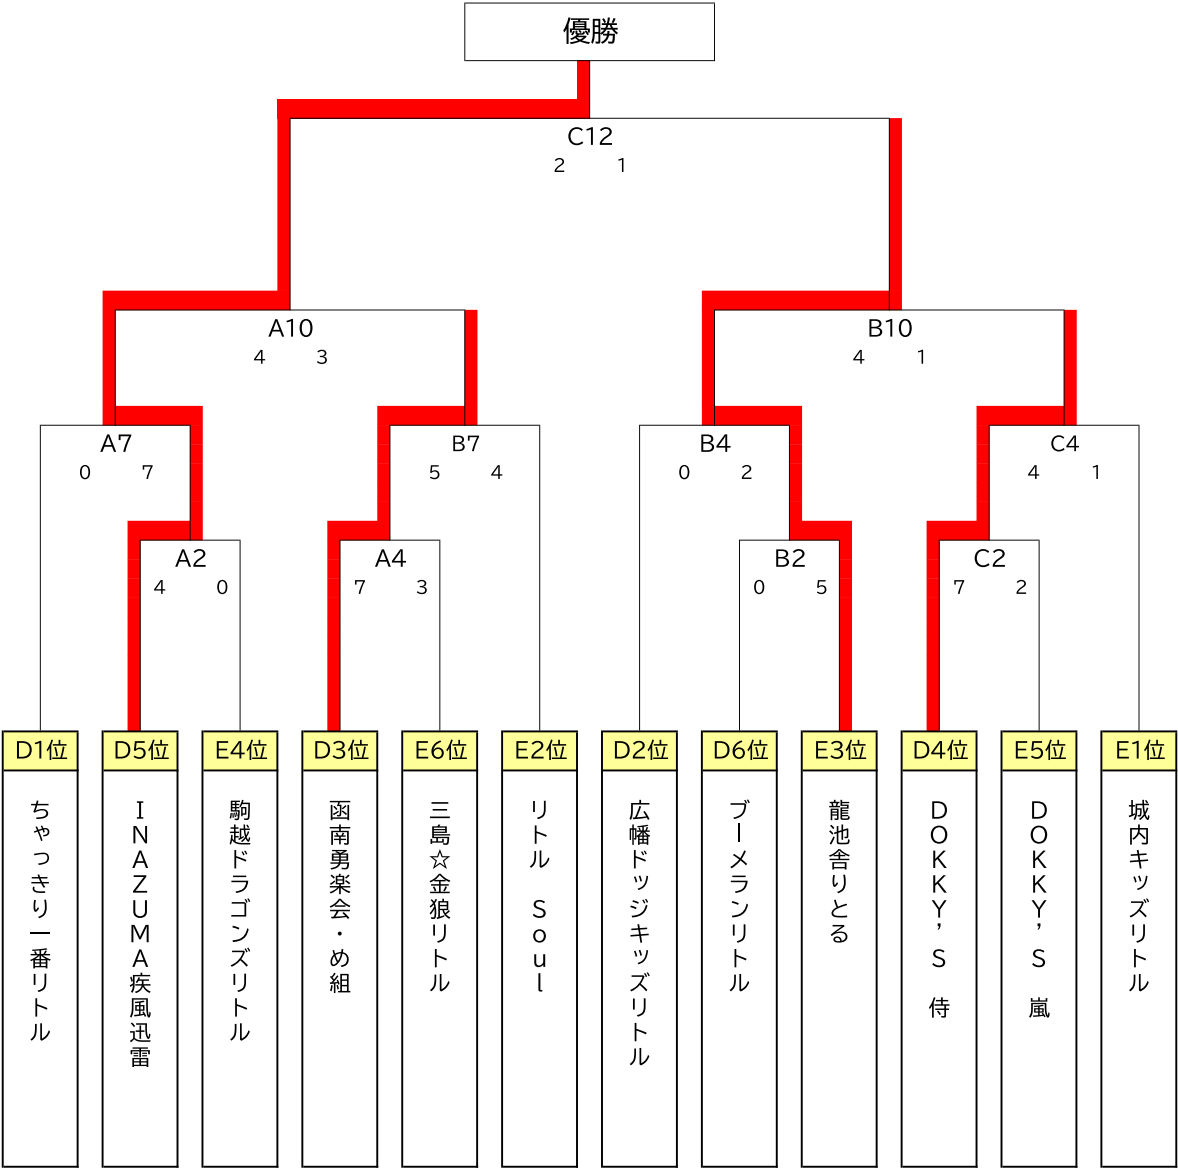 優勝
C12
2 1
A10
4 3
B10
4 1
A7
0 7
B7
5 4
B4
0 2
C4
4 1
A2
4 0
A4
7 3
B2
0 5
C2
7 2
D1位
D5位
E4位
D3位
E6位
E2位
D2位
D6位
E3位
D4位
E5位
E1位
ちゃっきり一番リトル
INAZUMA疾風迅雷
駒越ドラゴンズリトル
函南勇楽会・め組
三島☆金狼リトル
リトル Soul
広幡ドッジキッズリトル
ブーメランリトル
龍池舎りとる
DOKKY’S 侍
DOKKY’S 嵐
城内キッズリトル